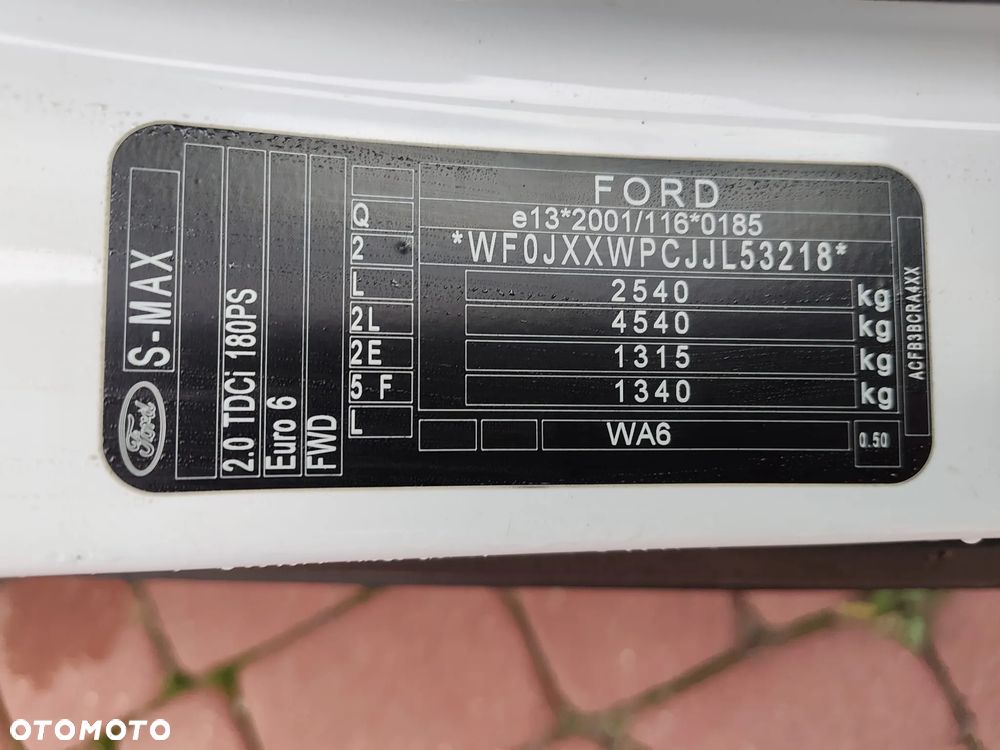 FORD
e13*2001/116*0185
*WF0JXXWPCJJL53218*
2540 kg
4540 kg
1315 kg
1340 kg
WA6
0.50
Q
2
L
2L
2E
5 F
L
S-MAX
2.0 TDCi 180PS
Euro 6
FWD
Ford
ACFB3BCRA4XX
OTOMOTO